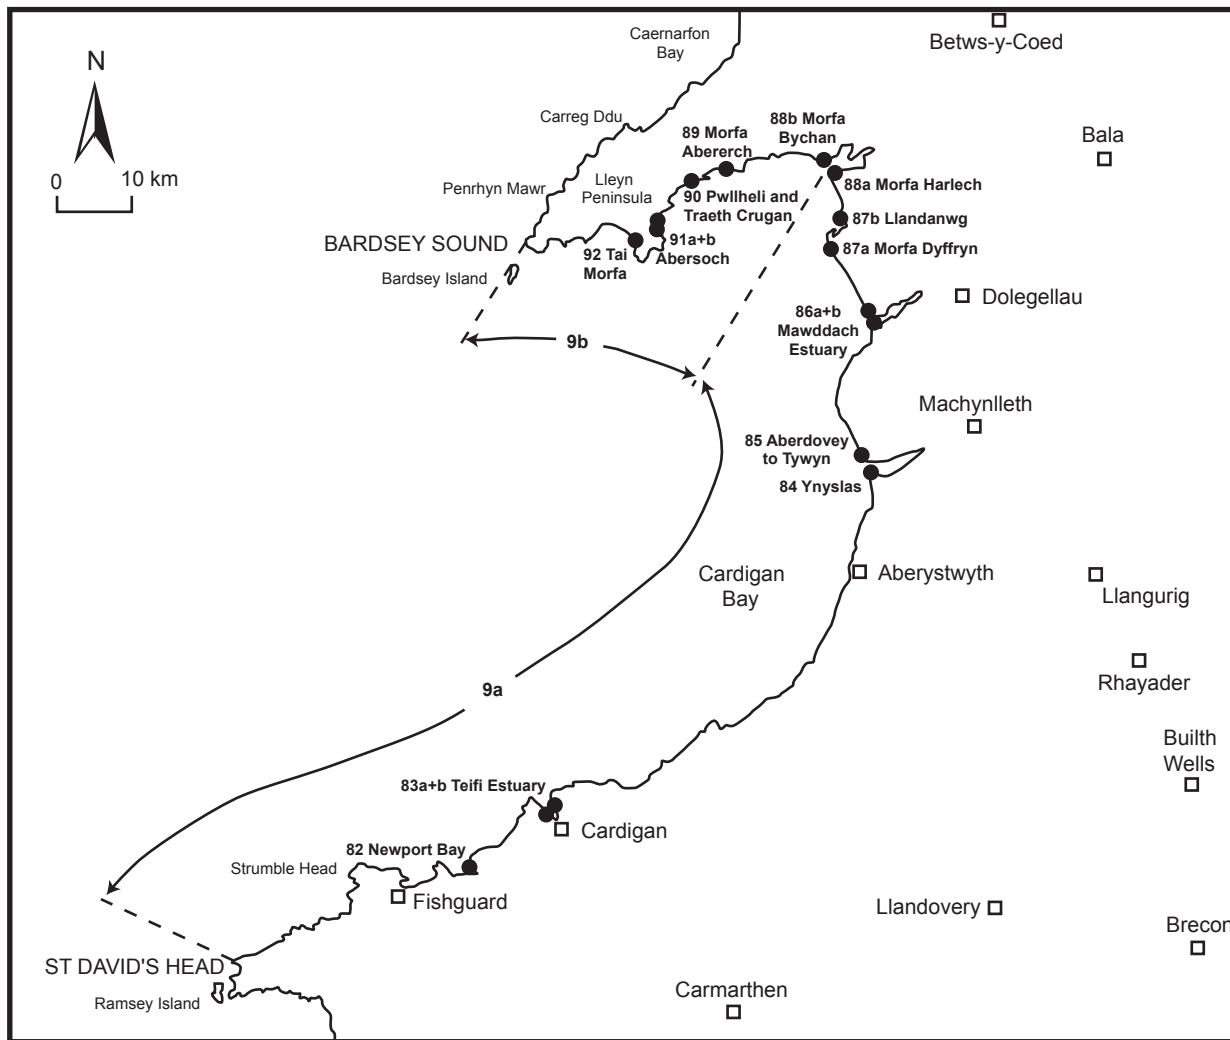 Caernarfon
Bay
Betws-y-Coed
N
Carreg Ddu
88b Morfa
Bychan
89 Morfa
Abererch
Bala
0 10 km
Penrhyn Mawr
Lleyn
Peninsula
88a Morfa Harlech
90 Pwllheli and
Traeth Crugan
87b Llandanwg
BARDSEY SOUND
91a+b
Abersoch
87a Morfa Dyffryn
92 Tai
Morfa
Bardsey Island
Dolegellau
86a+b
Mawddach
Estuary
9b
Machynlleth
85 Aberdovey
to Tywyn
84 Ynyslas
Cardigan
Bay
Aberystwyth
Llangurig
Rhayader
9a
Builth
Wells
83a+b Teifi Estuary
Cardigan
82 Newport Bay
Strumble Head
Fishguard
Llandovery
Brecon
ST DAVID'S HEAD
Ramsey Island
Carmarthen